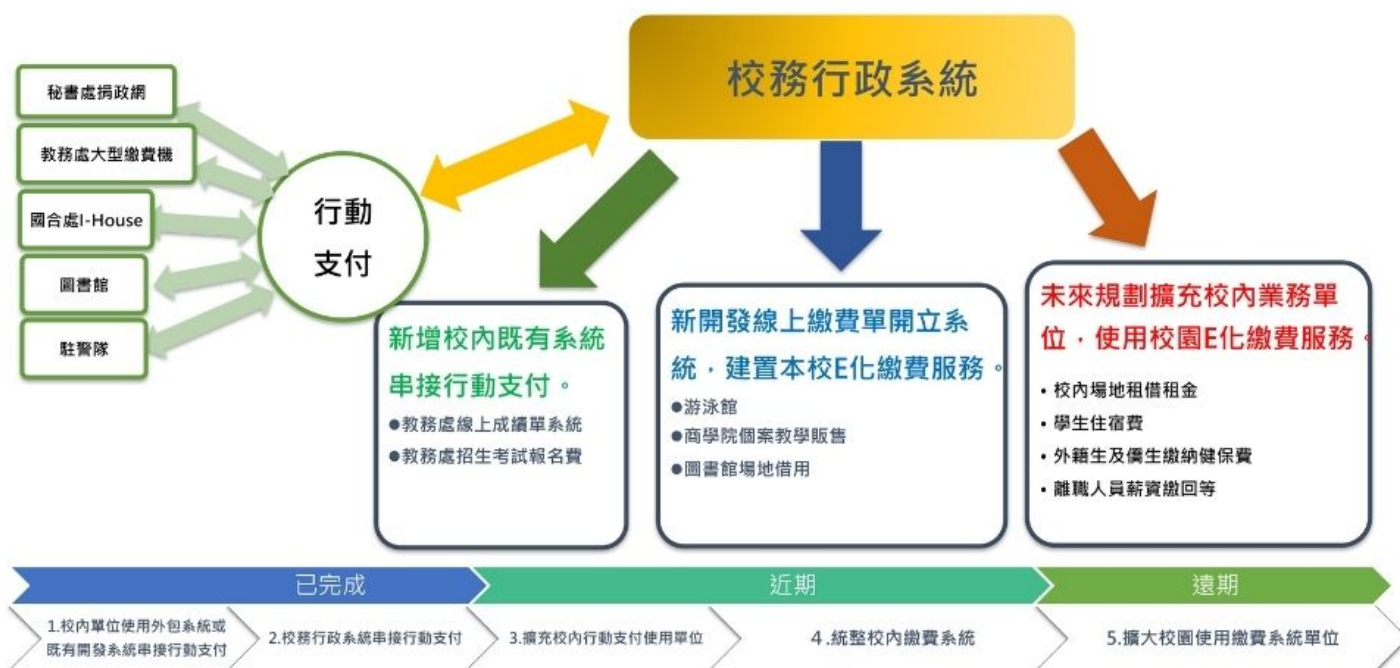 校務行政系統
秘書處捐政網
教務處大型繳費機
國合處I-House
圖書館
駐警隊
行動
支付
新增校內既有系統
串接行動支付。
●教務處線上成績單系統
●教務處招生考試報名費
新開發線上繳費單開立系
統，建置本校E化繳費服務。
●游泳館
●商學院個案教學販售
●圖書館場地借用
未來規劃擴充校內業務單
位，使用校園E化繳費服務。
• 校內場地租借租金
• 學生住宿費
• 外籍生及僑生繳納健保費
• 離職人員薪資繳回等
已完成
近期
遠期
1.校內單位使用外包系統或
既有開發系統串接行動支付
2.校務行政系統串接行動支付
3.擴充校內行動支付使用單位
4.統整校內繳費系統
5.擴大校園使用繳費系統單位